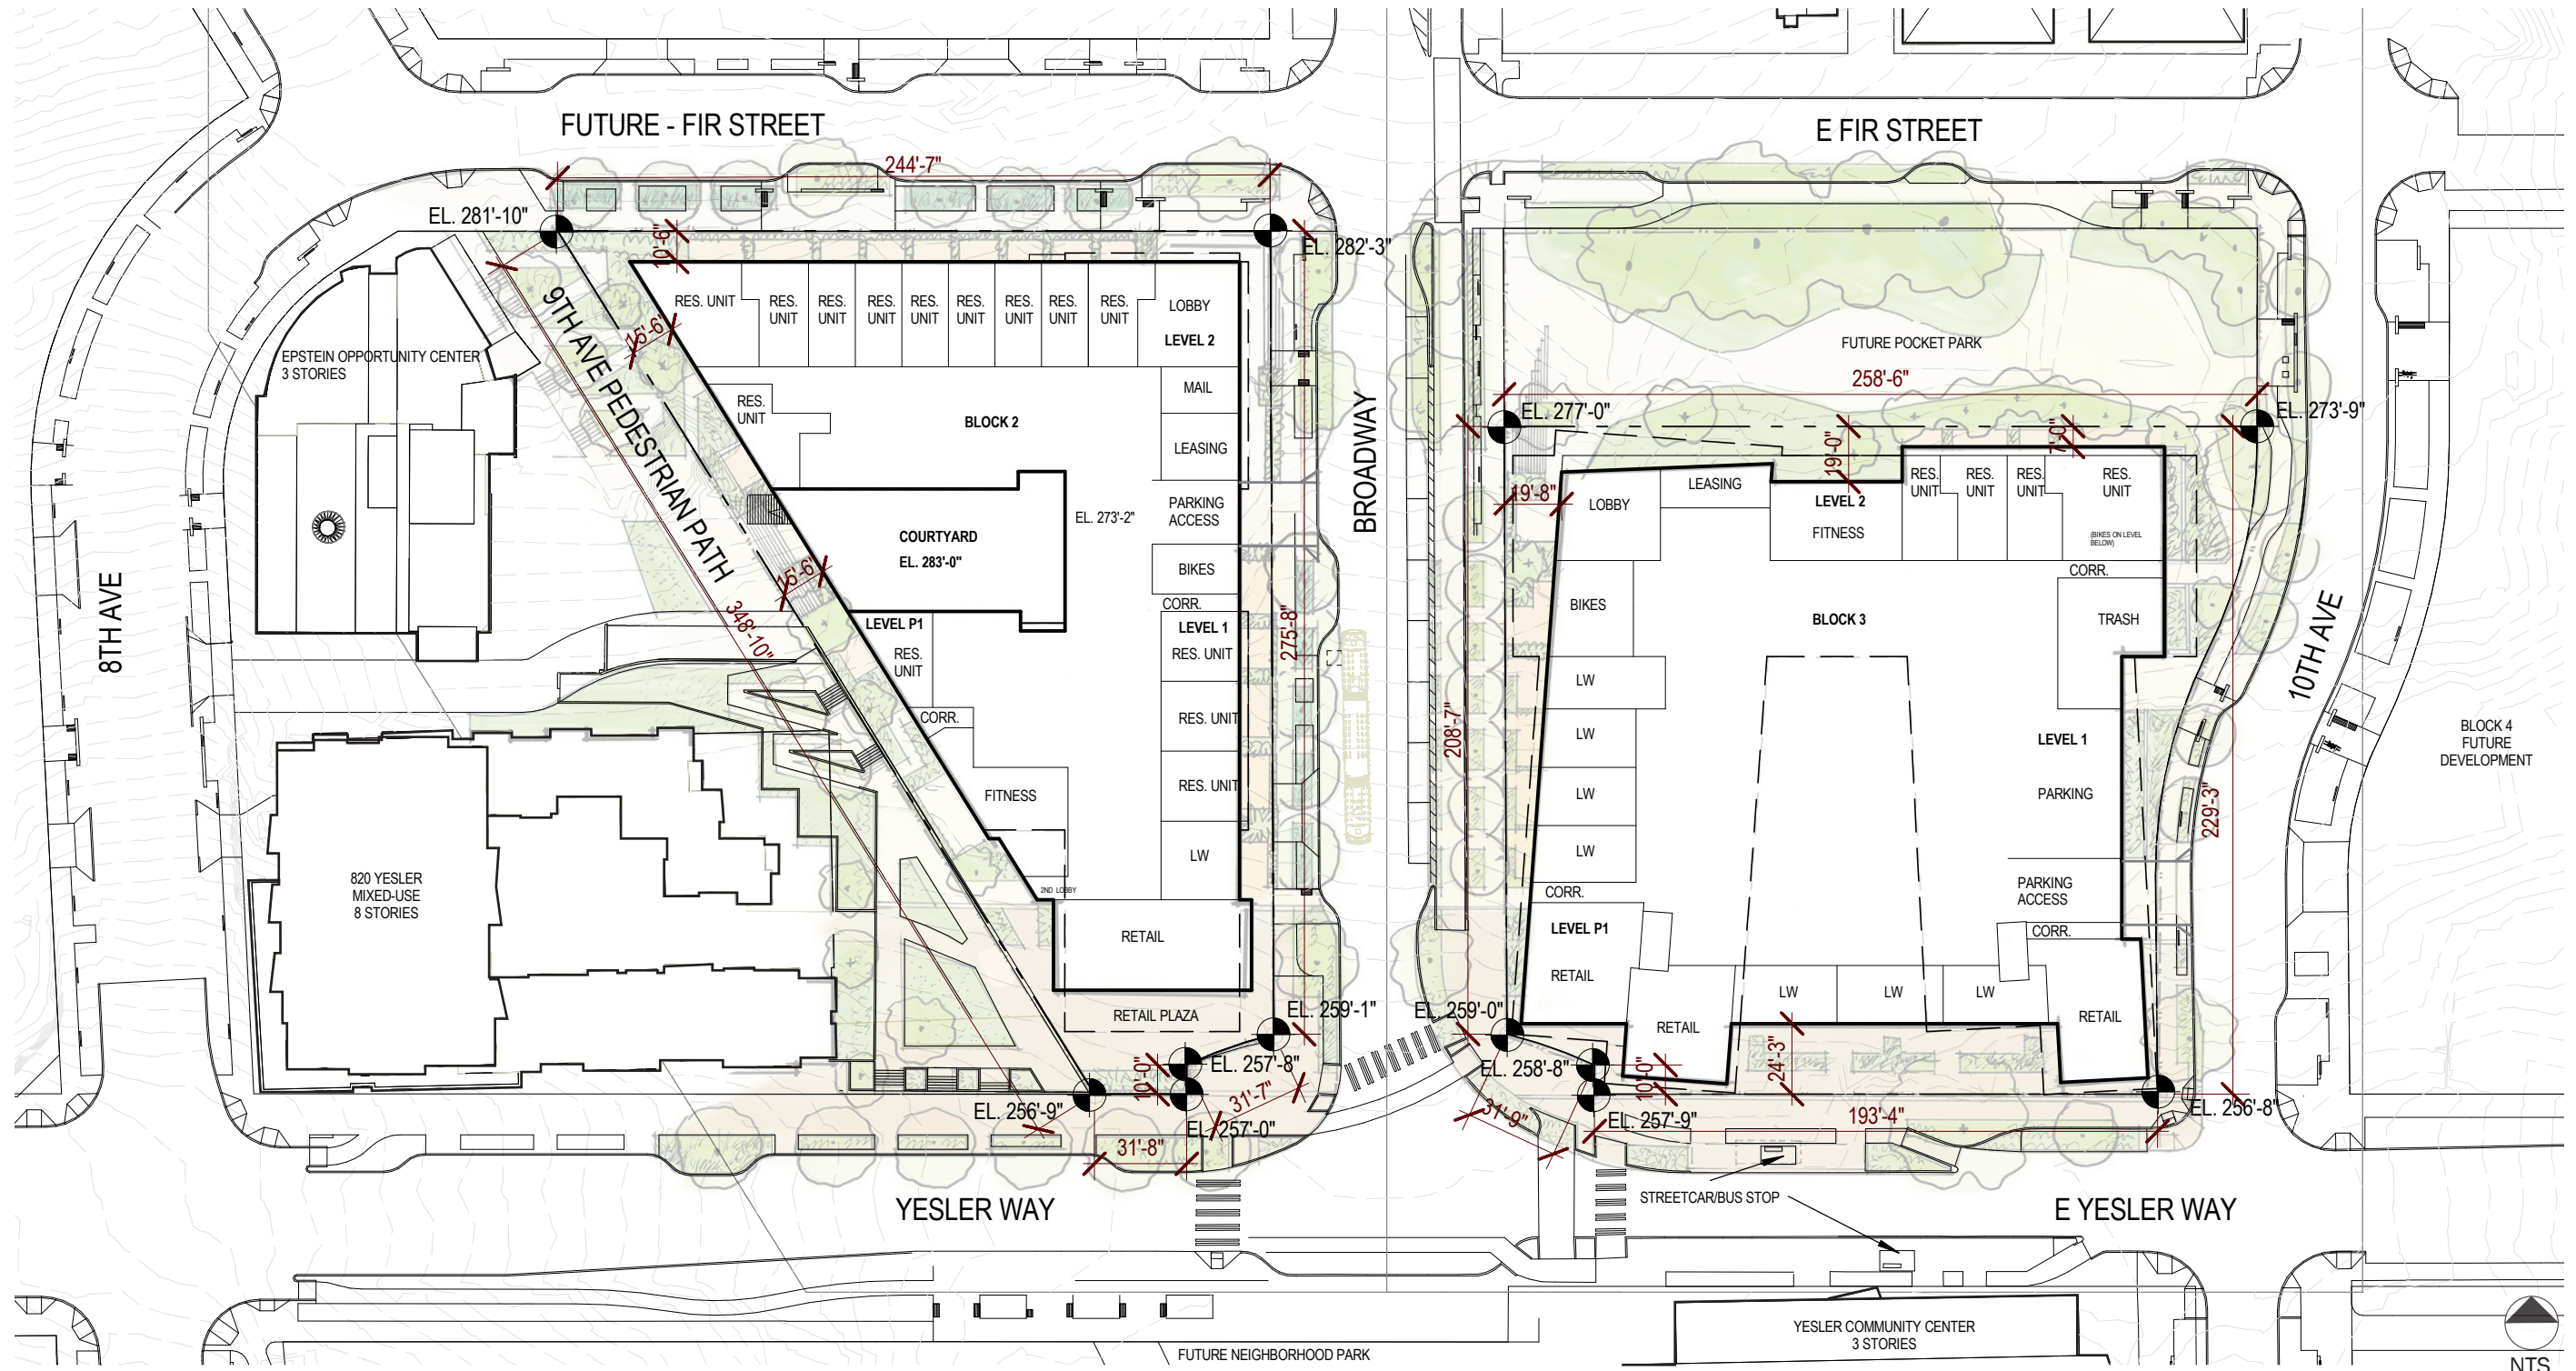 FUTURE - FIR STREET
E FIR STREET
244'-7"
EL. 281'-10"
10'-6"
EL. 282'-3"
9TH AVE PEDESTRIAN PATH
RES. UNIT
RES.
UNIT
RES.
UNIT
RES.
UNIT
RES.
UNIT
RES.
UNIT
RES.
UNIT
RES.
UNIT
RES.
UNIT
LOBBY
LEVEL 2
15'-6"
EPSTEIN OPPORTUNITY CENTER
3 STORIES
FUTURE POCKET PARK
258'-6"
MAIL
RES.
UNIT
BLOCK 2
LEASING
EL. 277'-0"
EL. 273'-9"
BROADWAY
19'-0"
7'-0"
19'-8"
LOBBY
LEASING
LEVEL 2
FITNESS
RES.
UNIT
RES.
UNIT
RES.
UNIT
RES.
UNIT
(BIKES ON LEVEL
BELOW)
CORR.
PARKING
ACCESS
EL. 273'-2"
COURTYARD
EL. 283'-0"
BIKES
CORR.
15'-6"
348'-10"
8TH AVE
LEVEL P1
RES.
UNIT
LEVEL 1
RES. UNIT
275'-8"
BIKES
BLOCK 3
TRASH
10TH AVE
LW
RES. UNIT
CORR.
LW
208'-7"
LEVEL 1
BLOCK 4
FUTURE
DEVELOPMENT
RES. UNIT
FITNESS
LW
PARKING
229'-3"
LW
LW
820 YESLER
MIXED-USE
8 STORIES
2ND LOBBY
CORR.
PARKING
ACCESS
RETAIL
LEVEL P1
RETAIL
CORR.
RETAIL PLAZA
EL. 259'-1"
EL. 259'-0"
LW
LW
LW
RETAIL
RETAIL
EL. 257'-8"
10'-0"
31'-7"
EL. 258'-8"
10'-0"
24'-3"
EL. 256'-9"
EL. 257'-0"
31'-8"
31'-9"
EL. 257'-9"
193'-4"
EL. 256'-8"
STREETCAR/BUS STOP
YESLER WAY
E YESLER WAY
YESLER COMMUNITY CENTER
3 STORIES
FUTURE NEIGHBORHOOD PARK
NTS